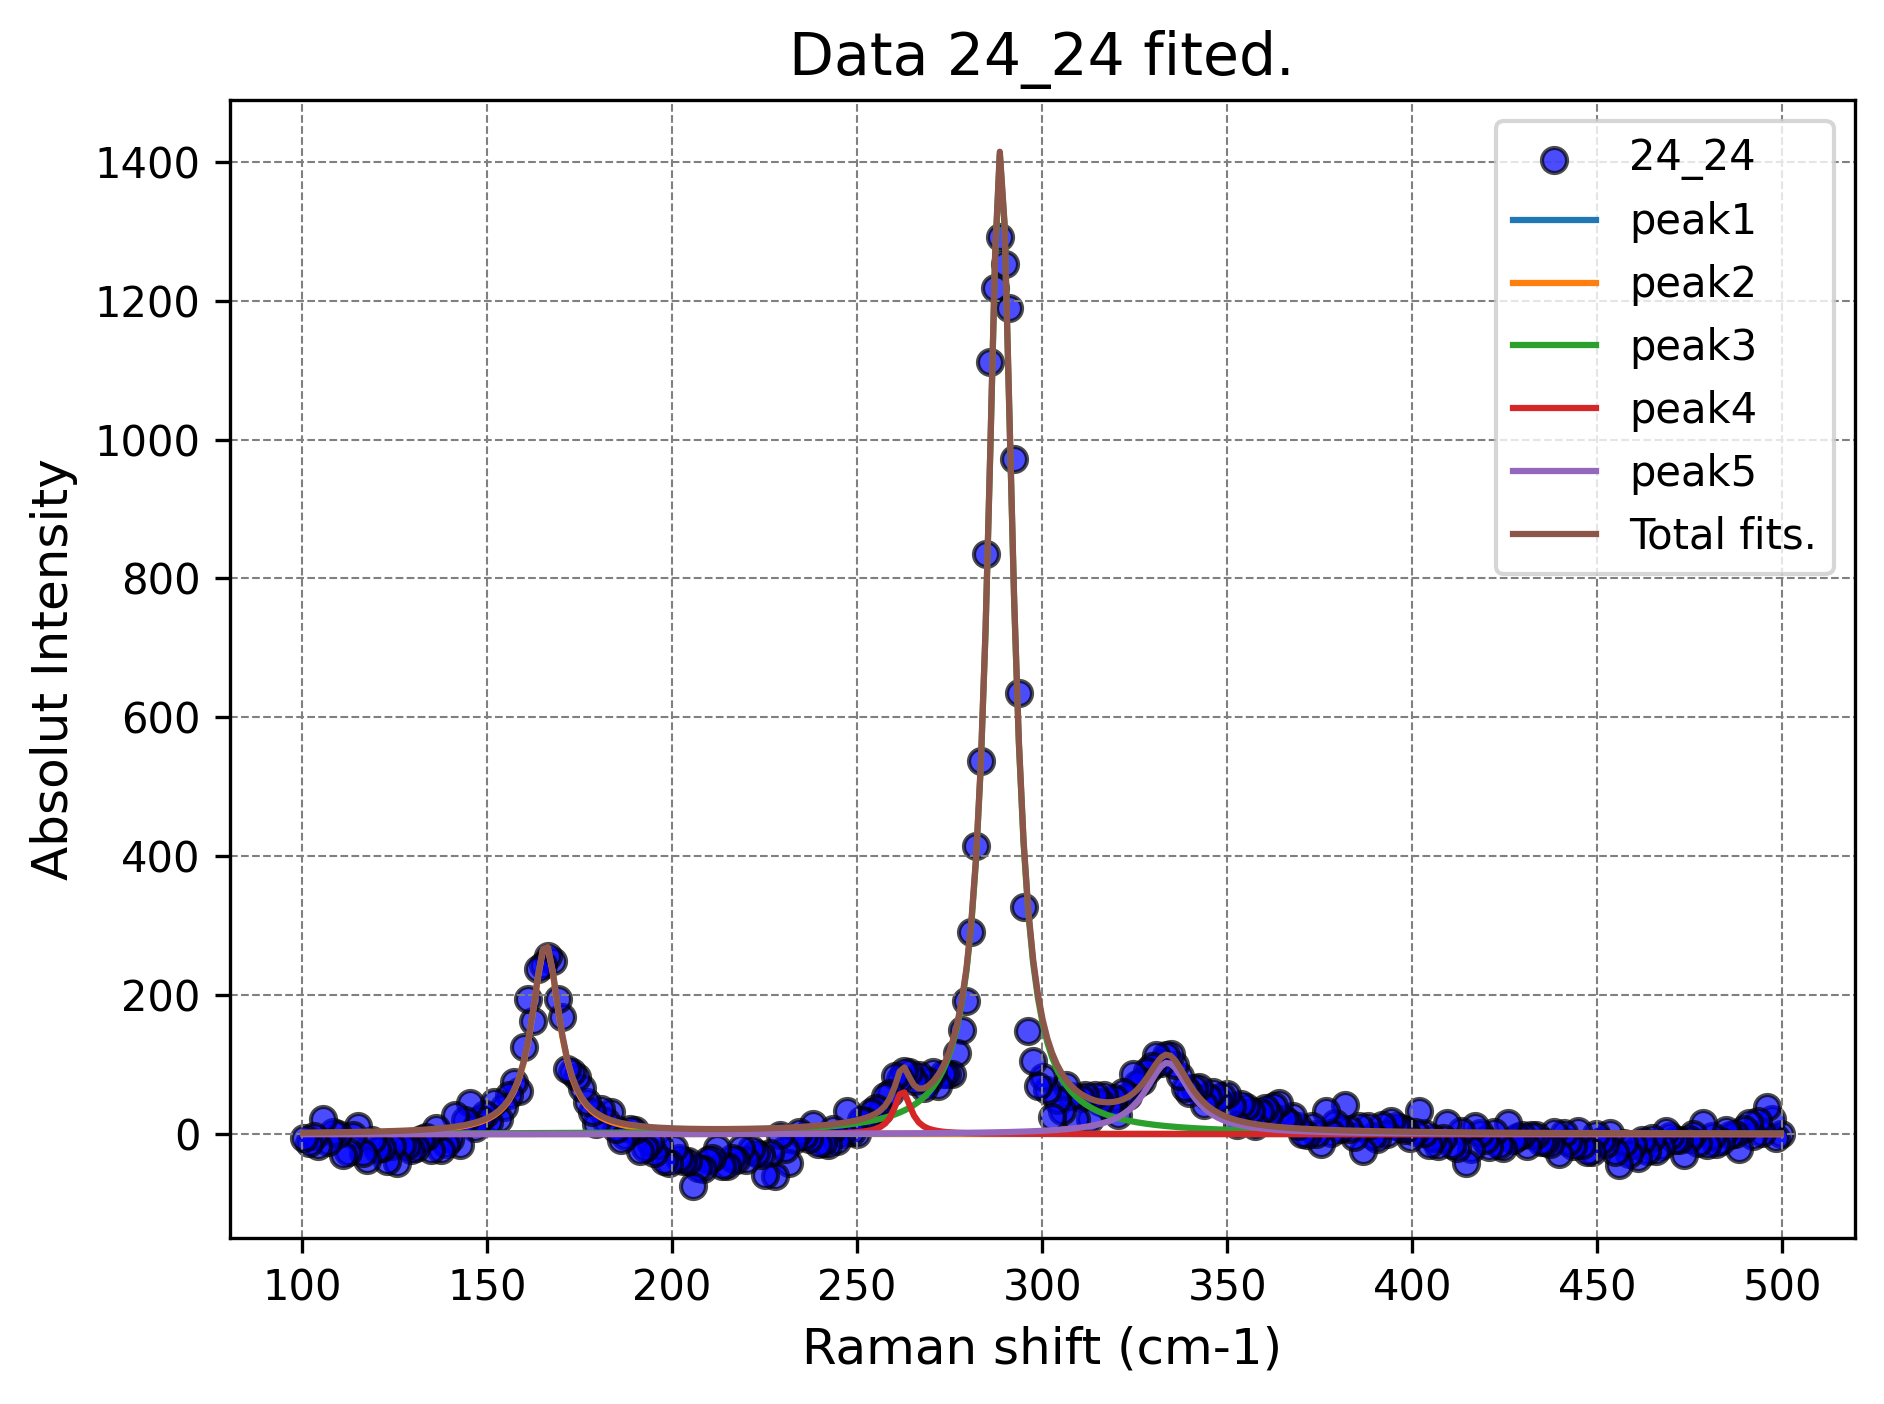 Data 24_24 fited.
Absolut Intensity
1400
1200
1000
800
600
400
200
0
24_24
peak1
peak2
peak3
peak4
peak5
Total fits.
100 150 200 250 300 350 400 450 500
Raman shift (cm-1)